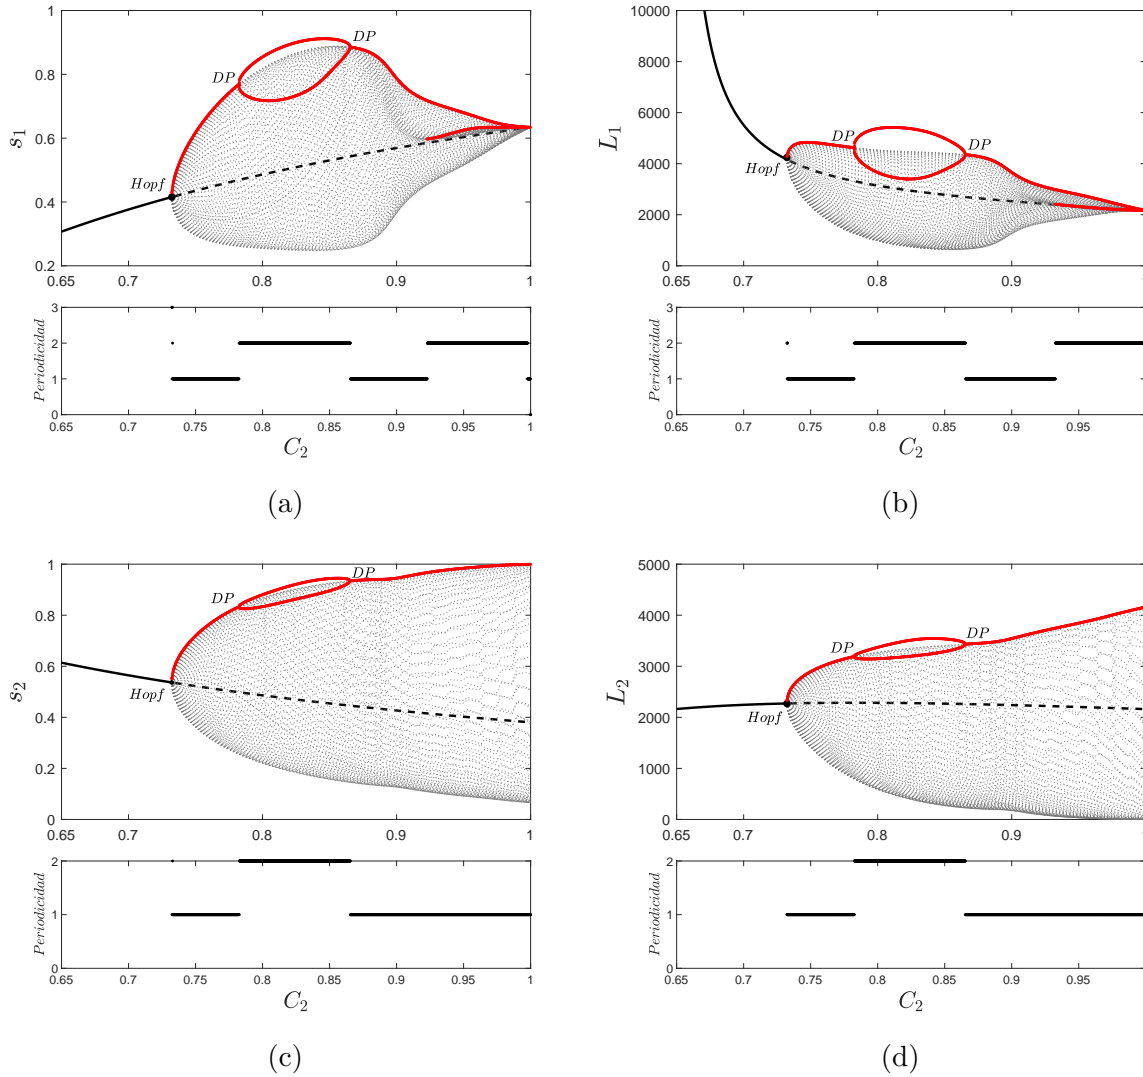 1
0.8
0.6
0.4
0.2
s₁
DP
DP
Hopf
0.65 0.7 0.8 0.9 1
3
2
1
0
Periodicidad
0.65 0.7 0.75 0.8 0.85 0.9 0.95 1
C₂
(a)
10000
8000
6000
4000
2000
0
L₁
DP
DP
Hopf
0.65 0.7 0.8 0.9
3
2
1
0
Periodicidad
0.65 0.7 0.75 0.8 0.85 0.9 0.95
C₂
(b)
1
0.8
0.6
0.4
0.2
0
s₂
DP
DP
Hopf
0.65 0.7 0.8 0.9 1
2
1
0
Periodicidad
0.65 0.7 0.75 0.8 0.85 0.9 0.95 1
C₂
(c)
5000
4000
3000
2000
1000
0
L₂
DP
DP
Hopf
0.65 0.7 0.8 0.9
2
1
0
Periodicidad
0.65 0.7 0.75 0.8 0.85 0.9 0.95
C₂
(d)